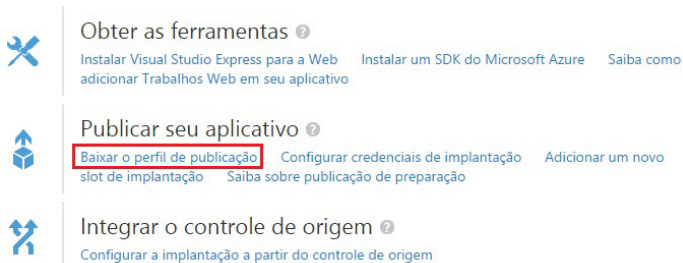 Obter as ferramentas
Instalar Visual Studio Express para a Web Instalar um SDK do Microsoft Azure Saiba como
adicionar Trabalhos Web em seu aplicativo
Publicar seu aplicativo
Baixar o perfil de publicação Configurar credenciais de implantação Adicionar um novo
slot de implantação Saiba sobre publicação de preparação
Integrar o controle de origem
Configurar a implantação a partir do controle de origem